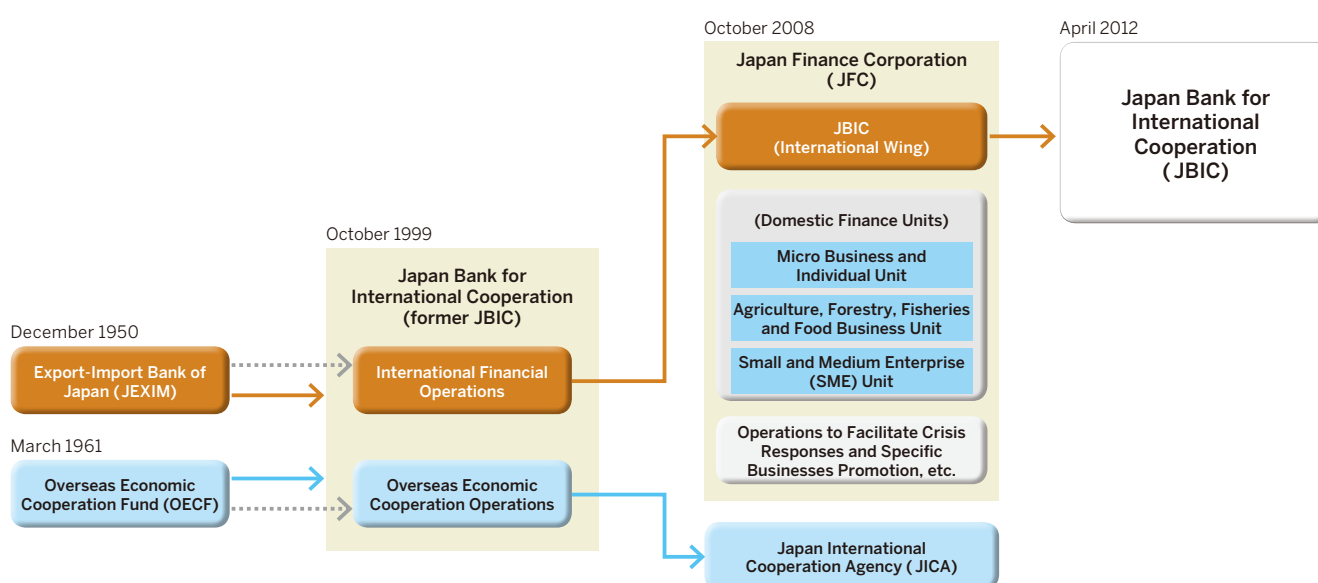 December 1950
Export-Import Bank of
Japan (JEXIM)
March 1961
Overseas Economic
Cooperation Fund (OECF)
October 1999
Japan Bank for
International Cooperation
(former JBIC)
International Financial
Operations
Overseas Economic
Cooperation Operations
October 2008
Japan Finance Corporation
(JFC)
JBIC
(International Wing)
(Domestic Finance Units)
Micro Business and
Individual Unit
Agriculture, Forestry, Fisheries
and Food Business Unit
Small and Medium Enterprise
(SME) Unit
Operations to Facilitate Crisis
Responses and Specific
Businesses Promotion, etc.
Japan International
Cooperation Agency (JICA)
April 2012
Japan Bank for
International
Cooperation
(JBIC)